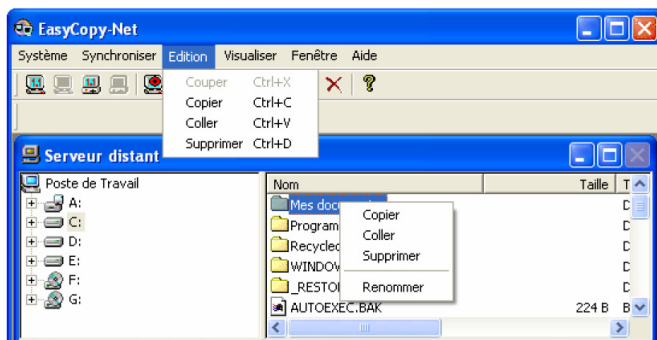 EasyCopy-Net
Système Synchroniser Edition Visualiser Fenêtre Aide
Couper Ctrl+X
Copier Ctrl+C
Coller Ctrl+V
Supprimer Ctrl+D
Serveur distant
Poste de Travail
A:
C:
D:
E:
F:
G:
Nom Taille T
Mes doc
Program
Recycled
WINDOW
_RESTO
AUTOEXEC.BAK 224 B B
Copier
Coller
Supprimer
Renommer